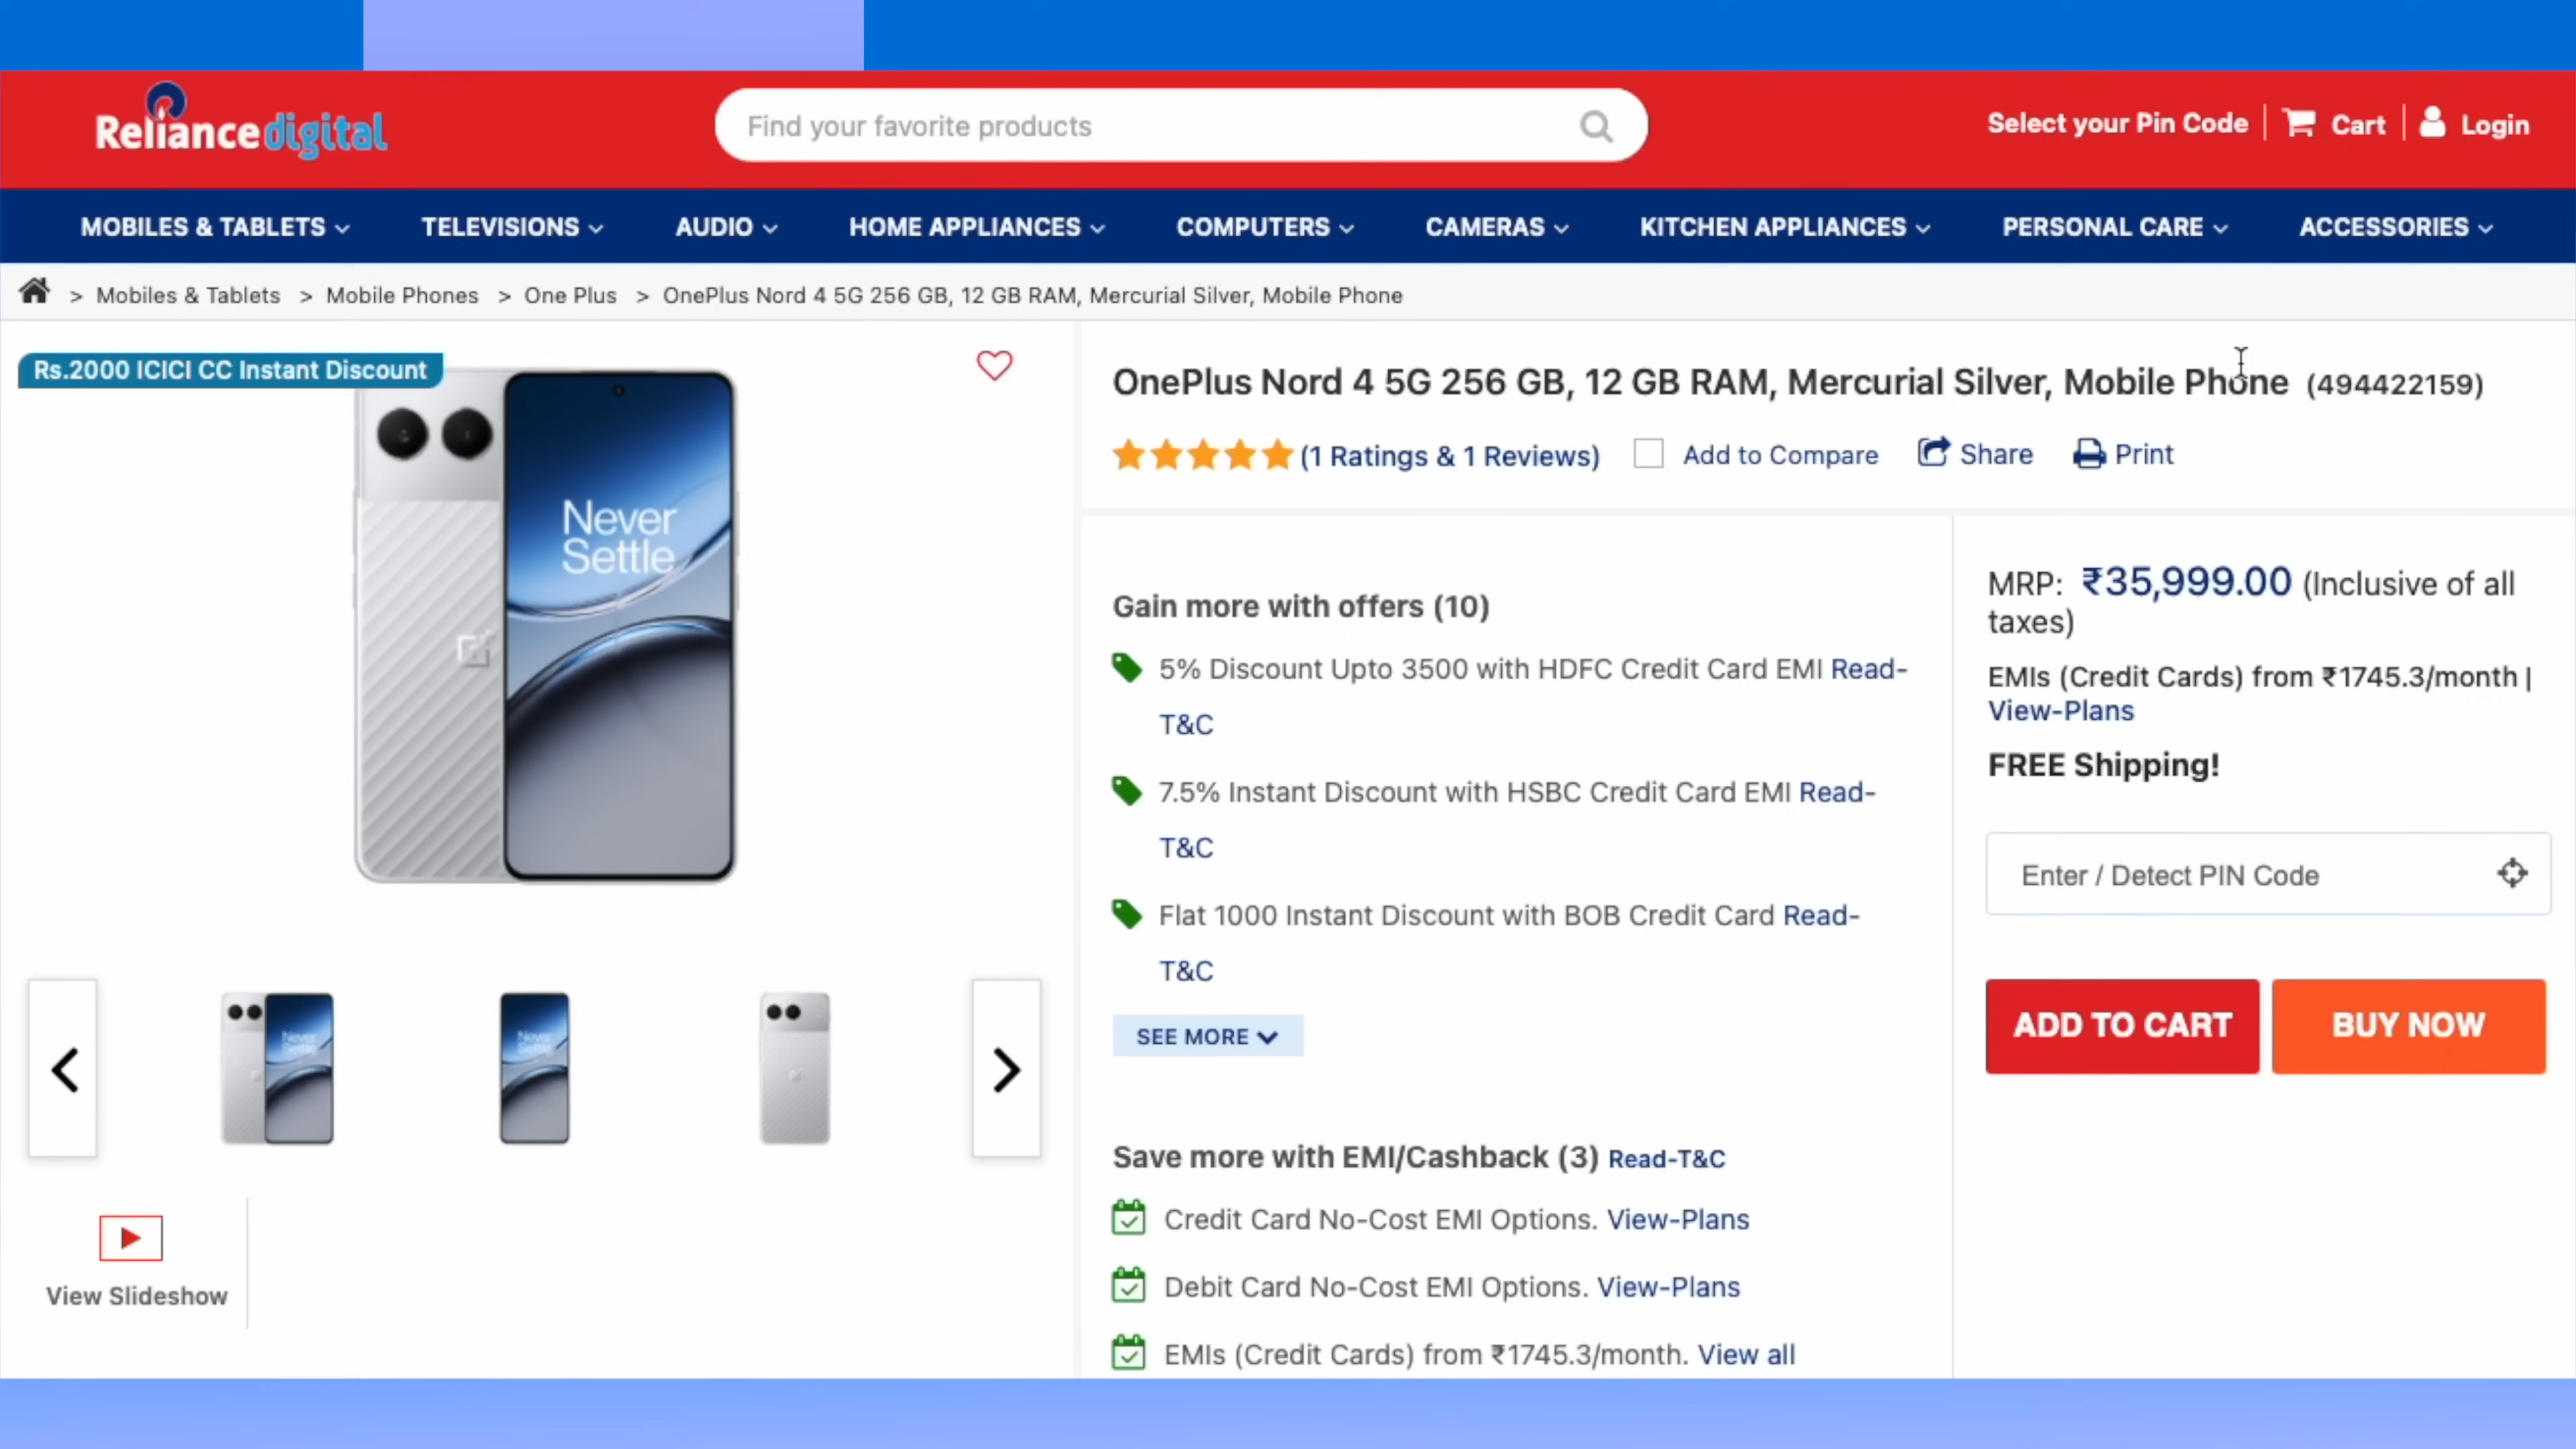 Reliance digital
Find your favorite products
Select your Pin Code
Cart
Login
MOBILES & TABLETS
TELEVISIONS
AUDIO
HOME APPLIANCES
COMPUTERS
CAMERAS
KITCHEN APPLIANCES
PERSONAL CARE
ACCESSORIES
> Mobiles & Tablets > Mobile Phones > One Plus > OnePlus Nord 4 5G 256 GB, 12 GB RAM, Mercurial Silver, Mobile Phone
Rs.2000 ICICI CC Instant Discount
Never
Settle
View Slideshow
OnePlus Nord 4 5G 256 GB, 12 GB RAM, Mercurial Silver, Mobile Phone (494422159)
(1 Ratings & 1 Reviews)
Add to Compare
Share
Print
Gain more with offers (10)
5% Discount Upto 3500 with HDFC Credit Card EMI Read-
T&C
7.5% Instant Discount with HSBC Credit Card EMI Read-
T&C
Flat 1000 Instant Discount with BOB Credit Card Read-
T&C
SEE MORE
Save more with EMI/Cashback (3) Read-T&C
Credit Card No-Cost EMI Options. View-Plans
Debit Card No-Cost EMI Options. View-Plans
EMIs (Credit Cards) from ₹1745.3/month. View all
MRP: ₹35,999.00 (Inclusive of all
taxes)
EMIs (Credit Cards) from ₹1745.3/month |
View-Plans
FREE Shipping!
Enter / Detect PIN Code
ADD TO CART
BUY NOW